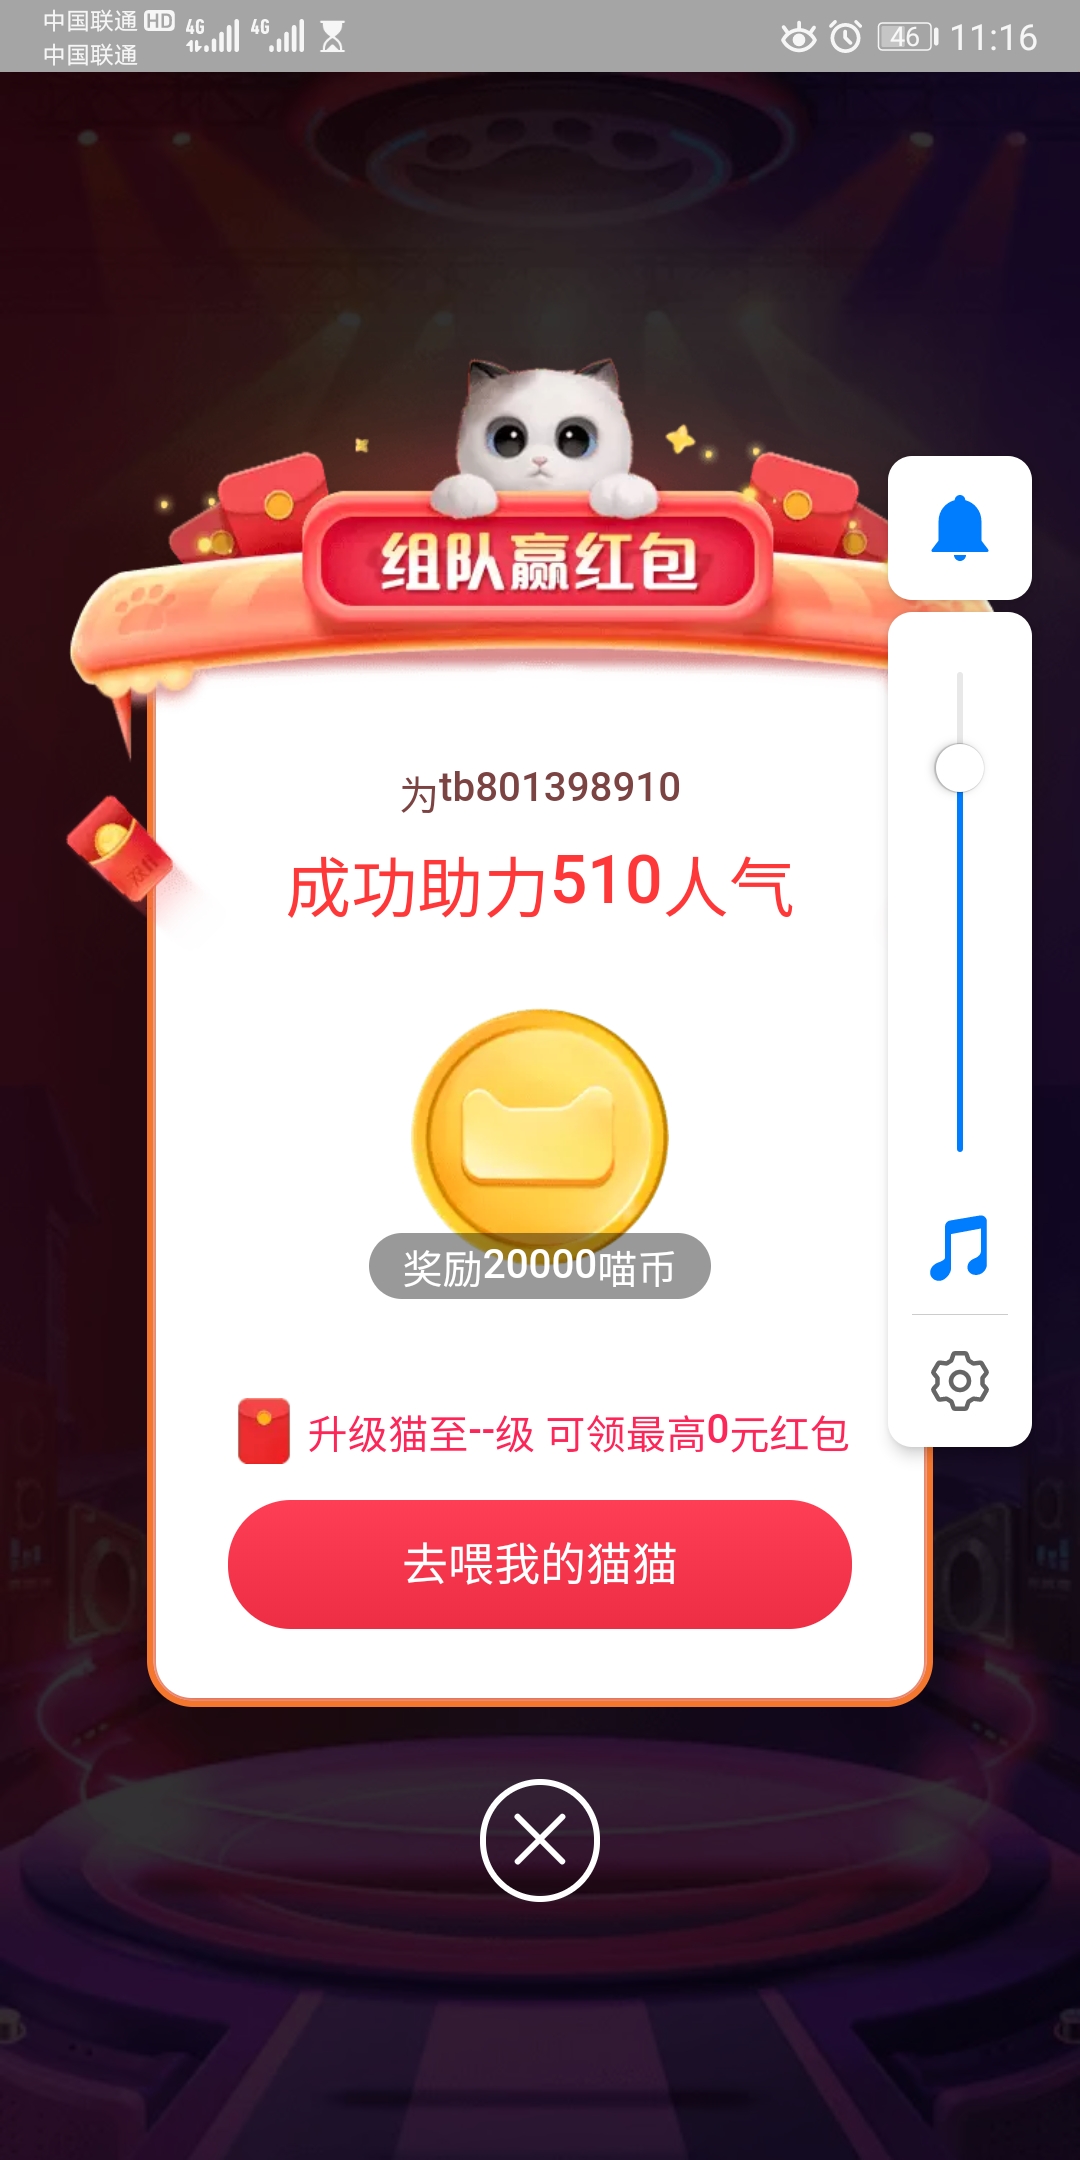 中国联通 HD 4G 4G 46 11:16
中国联通
组队赢红包
为tb801398910
双11
成功助力510人气
奖励20000喵币
升级猫至--级 可领最高0元红包
去喂我的猫猫